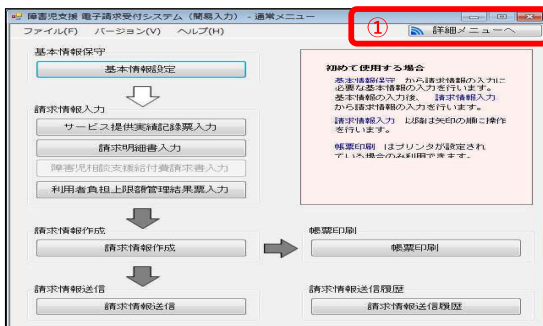 障害児支援 電子請求受付システム（簡易入力） - 通常メニュー
ファイル(F) バージョン(V) ヘルプ(H)
①
詳細メニューへ
基本情報保守
基本情報設定
請求情報入力
サービス提供実績記録票入力
請求明細書入力
障害児相談支援給付費請求書入力
利用者負担上限額管理結果票入力
請求情報作成
請求情報作成
請求情報送信
請求情報送信
初めて使用する場合
基本情報保守 から請求情報の入力に
必要な基本情報の入力を行います。
基本情報の入力後、 請求情報入力
から請求情報の入力を行います。
請求情報入力 以降は矢印の順に操作
を行います。
帳票印刷 はプリンタが設定され
ている場合のみ利用できます。
帳票印刷
帳票印刷
請求情報送信履歴
請求情報送信履歴